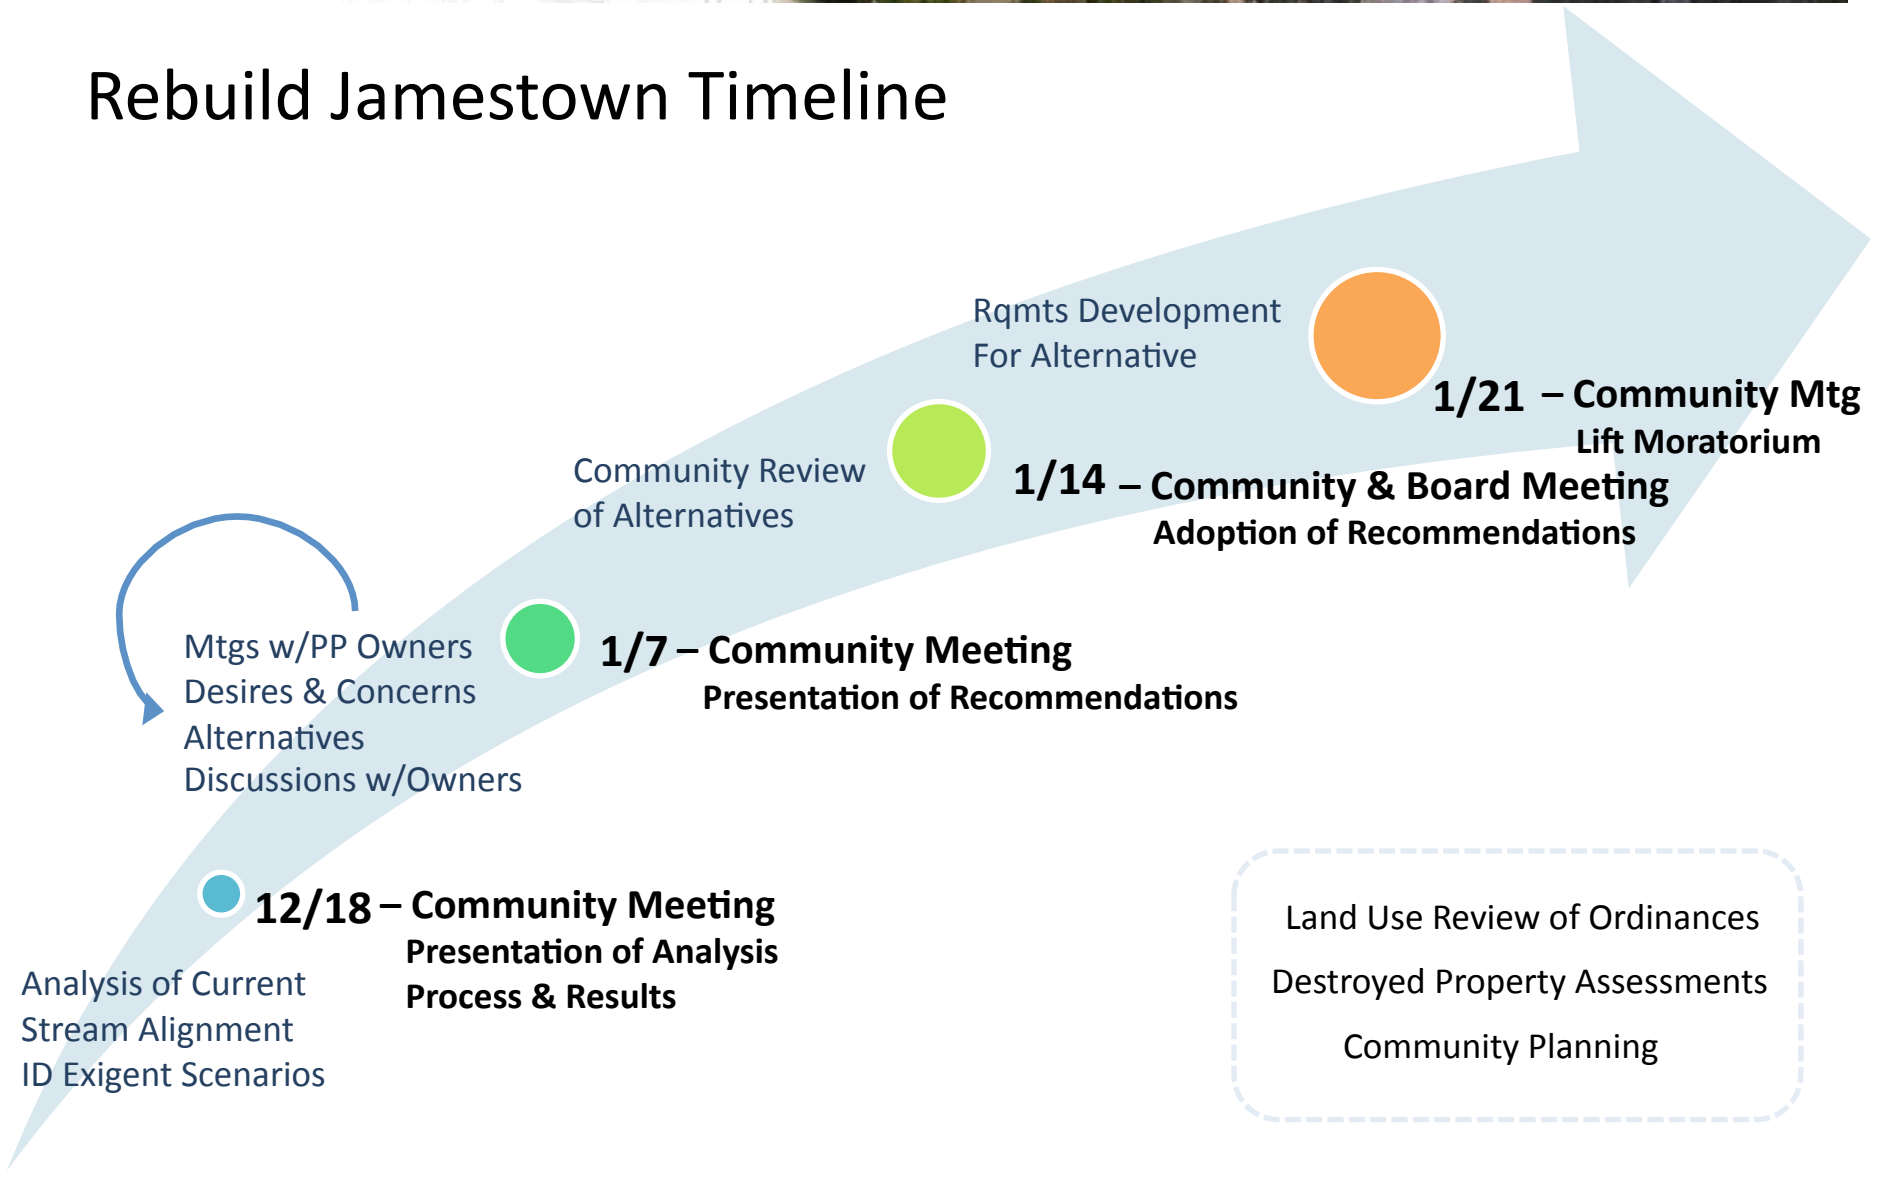 Rebuild Jamestown Timeline
Rqmts Development
For Alternative
1/21 – Community Mtg
Lift Moratorium
Community Review
of Alternatives
1/14 – Community & Board Meeting
Adoption of Recommendations
Mtgs w/PP Owners
Desires & Concerns
Alternatives
Discussions w/Owners
1/7 – Community Meeting
Presentation of Recommendations
12/18 – Community Meeting
Presentation of Analysis
Process & Results
Analysis of Current
Stream Alignment
ID Exigent Scenarios
Land Use Review of Ordinances
Destroyed Property Assessments
Community Planning